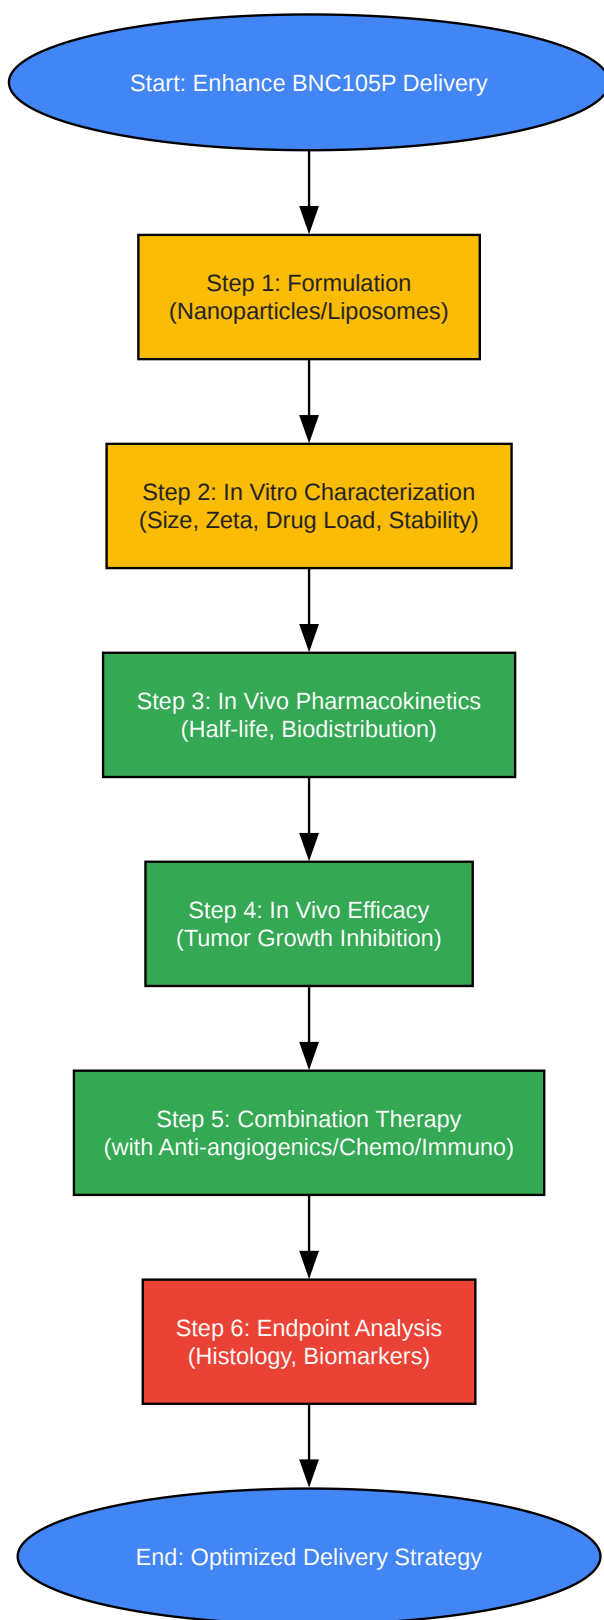 Start: Enhance BNC105P Delivery
Step 1: Formulation
(Nanoparticles/Liposomes)
Step 2: In Vitro Characterization
(Size, Zeta, Drug Load, Stability)
Step 3: In Vivo Pharmacokinetics
(Half-life, Biodistribution)
Step 4: In Vivo Efficacy
(Tumor Growth Inhibition)
Step 5: Combination Therapy
(with Anti-angiogenics/Chemo/Immuno)
Step 6: Endpoint Analysis
(Histology, Biomarkers)
End: Optimized Delivery Strategy